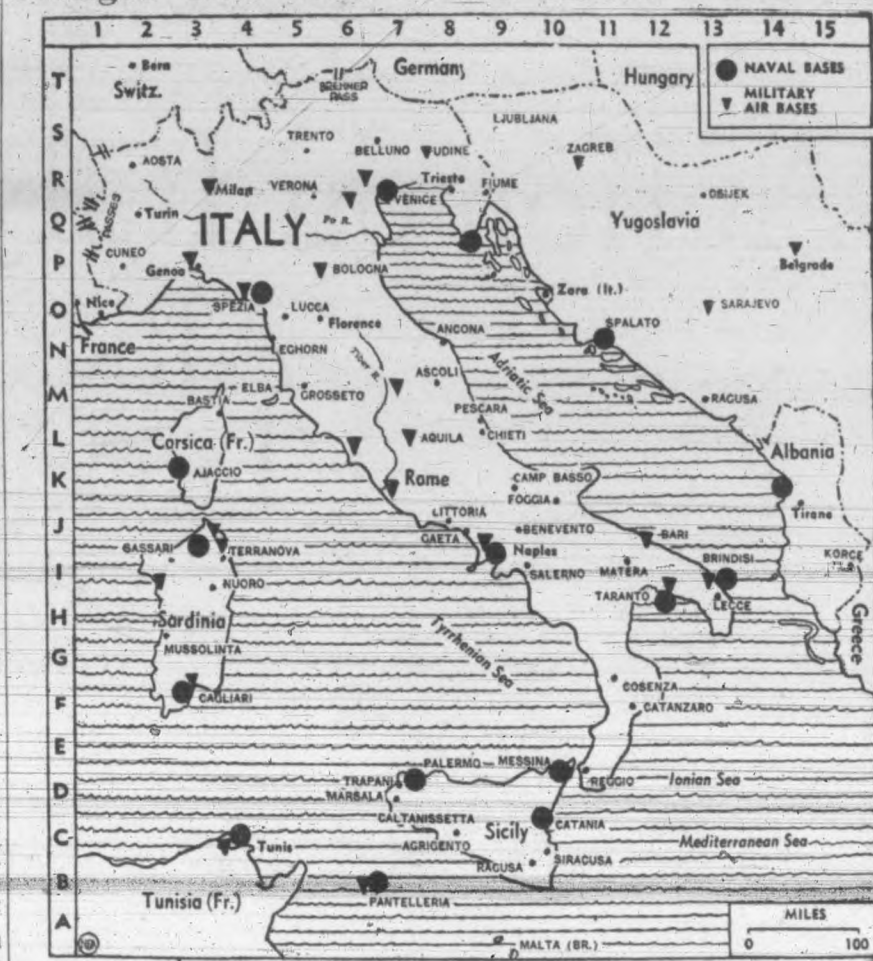 1 2 3 4 5 6 7 8 9 10 11 12 13 14 15
T
S
R
Q
P
O
N
M
L
K
J
I
H
G
F
E
D
C
B
A
NAVAL BASES
MILITARY
AIR BASES
Bern
Switz.
BRENNER
PASS
Germany
Hungary
LJUBLJANA
TRENTO
BELLUNO
UDINE
ZAGREB
AOSTA
Milan
VERONA
Trieste
FIUME
OSIJEK
VENICE
PASSES
Turin
ITALY
Po R.
Yugoslavia
CUNEO
Genoa
BOLOGNA
Belgrade
Nice
SPEZIA
LUCCA
Florence
Zara (It.)
SARAJEVO
SPALATO
France
EGHORN
ANCONA
Tiber R.
Adriatic Sea
ELBA
GROSSETO
ASCOLI
BASTIA
RAGUSA
PESCARA
Corsica (Fr.)
AQUILA
CHIETI
Albania
AJACCIO
Rome
CAMP BASSO
FOGGIA
Tirane
LITTORIA
GAETA
BENEVENTO
BARI
SASSARI
TERRANOVA
Naples
SALERNO
MATERA
BRINDISI
KORCE
NUORO
TARANTO
LECCE
Sardinia
Greece
MUSSOLINTA
Tyrrhenian Sea
COSENZA
CAGLIARI
CATANZARO
PALERMO
MESSINA
TRAPANIA
REGGIO
Ionian Sea
MARSALA
CALTANISSETTA
Sicily
CATANIA
Tunis
AGRIGENTO
Mediterranean Sea
RAGUSA
SIRACUSA
Tunisia (Fr.)
PANTELLERIA
MALTA (BR.)
MILES
0 100